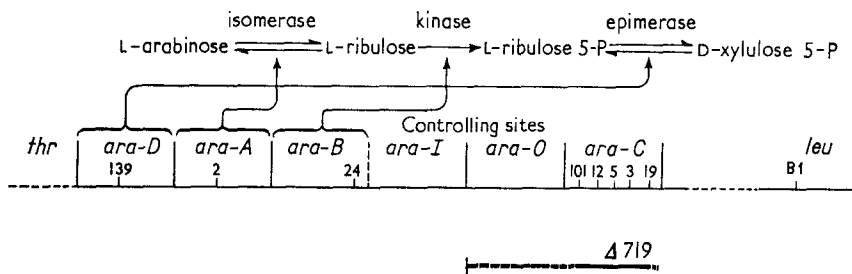 isomerase kinase epimerase
L-arabinose L-ribulose L-ribulose 5-P D-xylulose 5-P
Controlling sites
thr ara-D ara-A ara-B ara-I ara-O ara-C leu
139 2 24 101 12 5 3 19 B1
Δ719